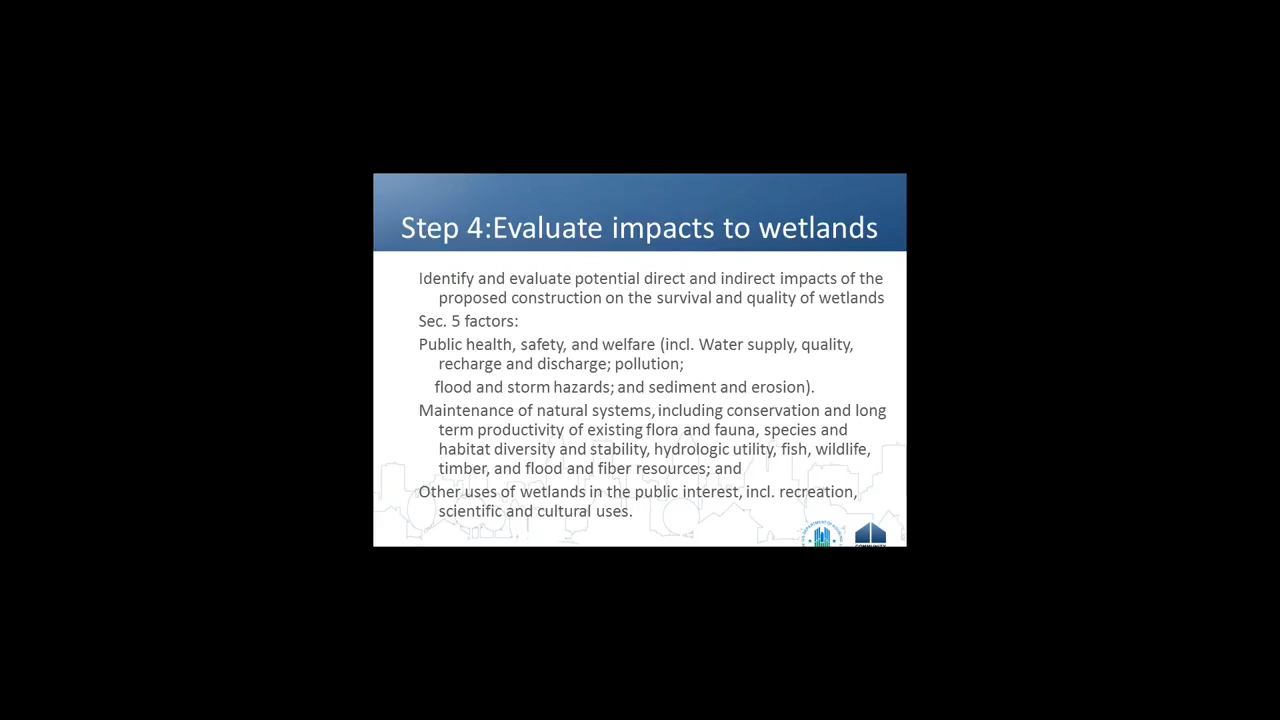 Step 4:Evaluate impacts to wetlands
Identify and evaluate potential direct and indirect impacts of the
proposed construction on the survival and quality of wetlands
Sec. 5 factors:
Public health, safety, and welfare (incl. Water supply, quality,
recharge and discharge; pollution;
flood and storm hazards; and sediment and erosion).
Maintenance of natural systems, including conservation and long
term productivity of existing flora and fauna, species and
habitat diversity and stability, hydrologic utility, fish, wildlife,
timber, and flood and fiber resources; and
Other uses of wetlands in the public interest, incl. recreation,
scientific and cultural uses.
COMMUNITY